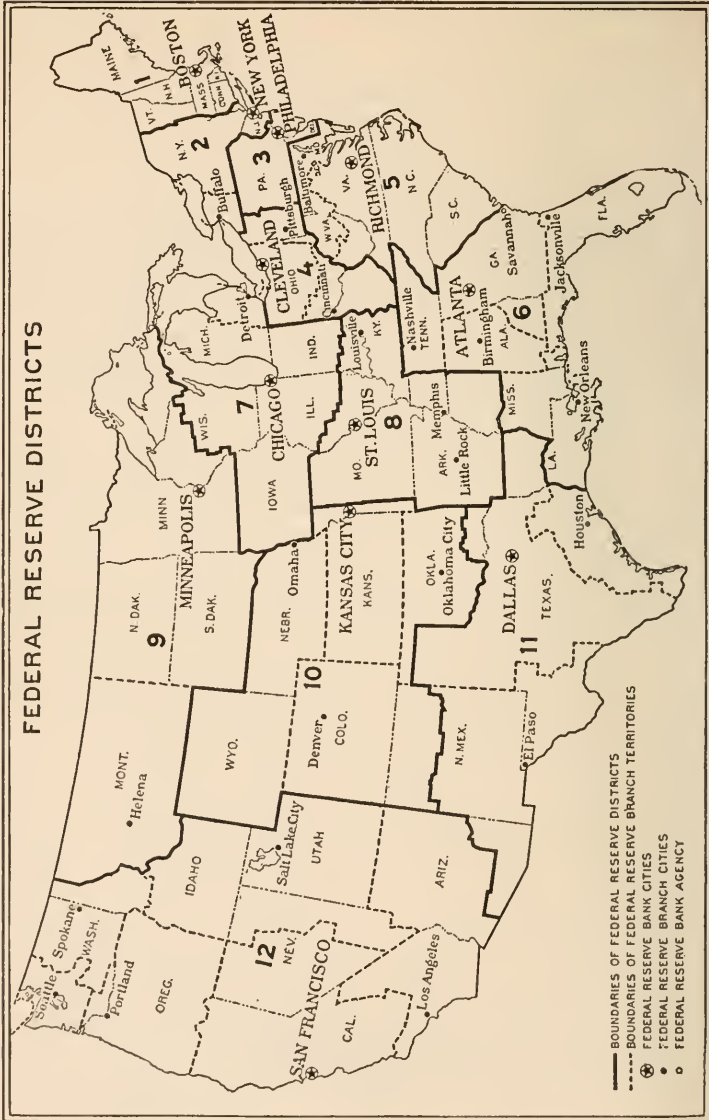 FEDERAL RESERVE DISTRICTS
MAINE
1
VT.
N.H.
BOSTON
MASS
CONN
R.I.
N.Y.
2
Buffalo
NEW YORK
N.J.
PHILADELPHIA
PA.
3
Pittsburgh
Baltimore
MD.
DEL
W.VA.
VA.
RICHMOND
5
N C.
S.C.
CLEVELAND
OHIO
4
Cincinnati
KY.
Louisville
Detroit
MICH.
WIS.
7
CHICAGO
ILL.
IND.
IOWA
Nashville
TENN.
ATLANTA
Birmingham
ALA.
6
GA.
Savannah
Jacksonville
FLA.
MISS.
New Orleans
LA.
MO.
ST. LOUIS
8
Memphis
ARK.
Little Rock
MINN
MINNEAPOLIS
N. DAK.
9
S. DAK.
MONT.
Helena
Omaha
NEBR.
KANSAS CITY
KANS.
10
WYO.
Denver
COLO.
OKLA.
Oklahoma City
N. MEX.
DALLAS
11
TEXAS.
Houston
El Paso
Seattle
Spokane
WASH.
Portland
OREG.
IDAHO
Salt Lake City
UTAH
12
NEV.
SAN FRANCISCO
CAL.
Los Angeles
ARIZ.
BOUNDARIES OF FEDERAL RESERVE DISTRICTS
BOUNDARIES OF FEDERAL RESERVE BRANCH TERRITORIES
FEDERAL RESERVE BANK CITIES
FEDERAL RESERVE BRANCH CITIES
FEDERAL RESERVE BANK AGENCY